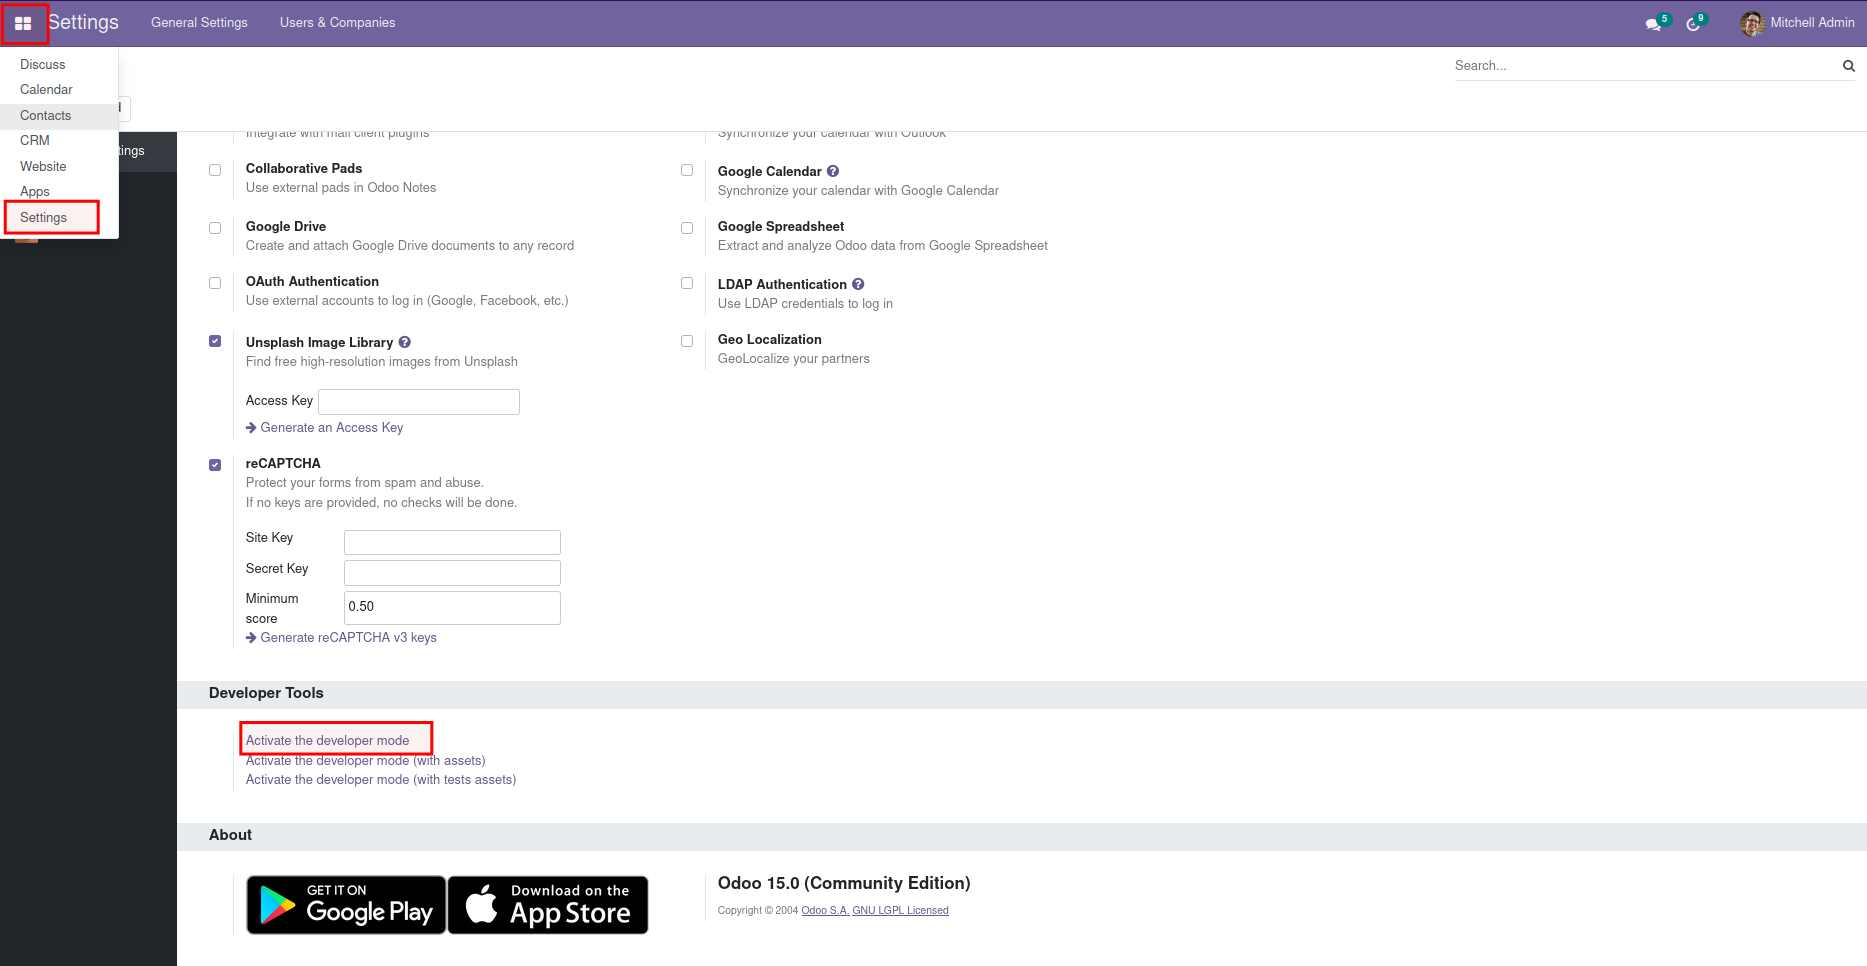 Settings
General Settings
Users & Companies
5
9
Mitchell Admin
Discuss
Calendar
Contacts
CRM
Website
Apps
Settings
Search...
tings
Integrate with mail client plugins
Synchronize your calendar with Outlook
Collaborative Pads
Use external pads in Odoo Notes
Google Calendar
Synchronize your calendar with Google Calendar
Google Drive
Create and attach Google Drive documents to any record
Google Spreadsheet
Extract and analyze Odoo data from Google Spreadsheet
OAuth Authentication
Use external accounts to log in (Google, Facebook, etc.)
LDAP Authentication
Use LDAP credentials to log in
Unsplash Image Library
Find free high-resolution images from Unsplash
Geo Localization
GeoLocalize your partners
Access Key
Generate an Access Key
reCAPTCHA
Protect your forms from spam and abuse.
If no keys are provided, no checks will be done.
Site Key
Secret Key
Minimum
score
0.50
Generate reCAPTCHA v3 keys
Developer Tools
Activate the developer mode
Activate the developer mode (with assets)
Activate the developer mode (with tests assets)
About
GET IT ON
Google Play
Download on the
App Store
Odoo 15.0 (Community Edition)
Copyright © 2004 Odoo S.A. GNU LGPL Licensed